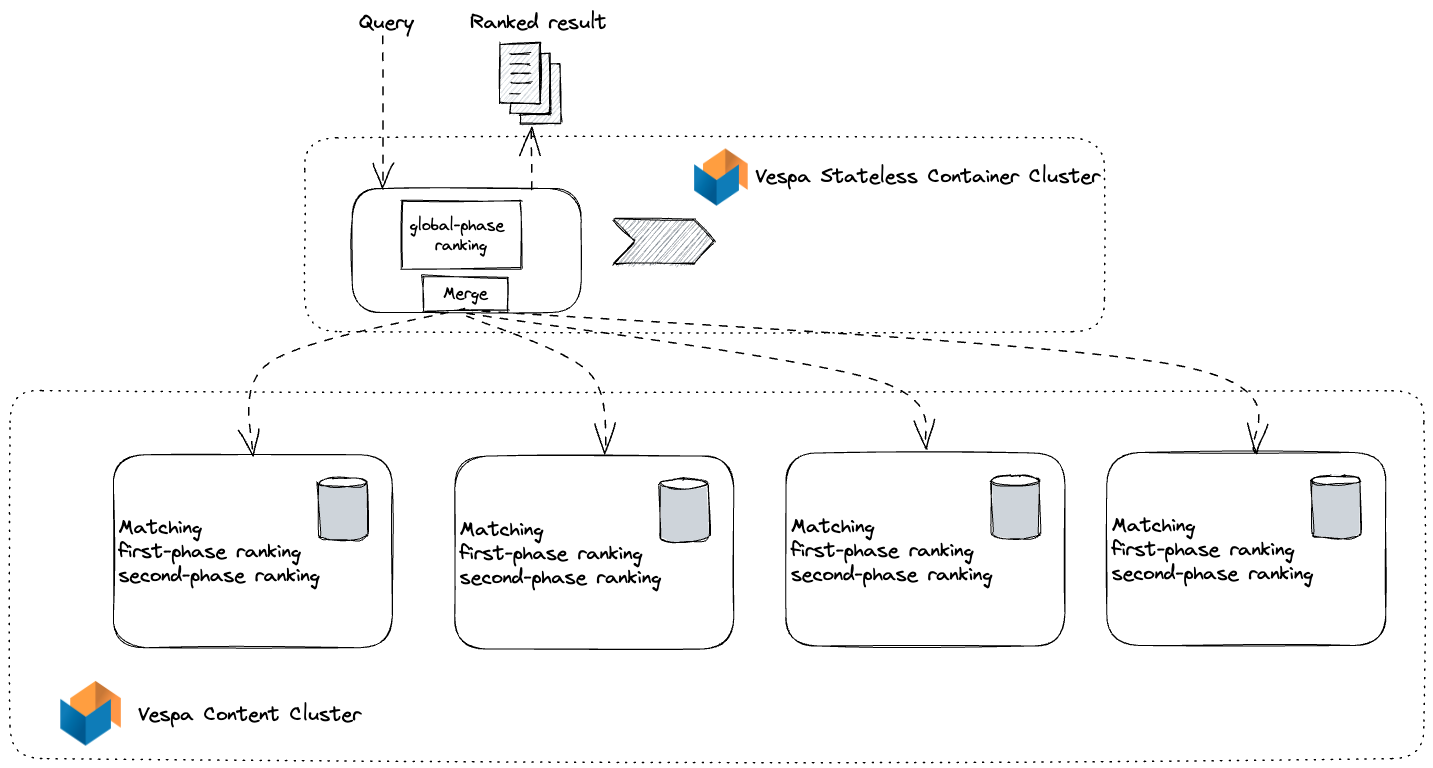 Query
Ranked result
Vespa Stateless Container Cluster
global-phase
ranking
Merge
Matching
first-phase ranking
second-phase ranking
Matching
first-phase ranking
second-phase ranking
Matching
first-phase ranking
second-phase ranking
Matching
first-phase ranking
second-phase ranking
Vespa Content Cluster